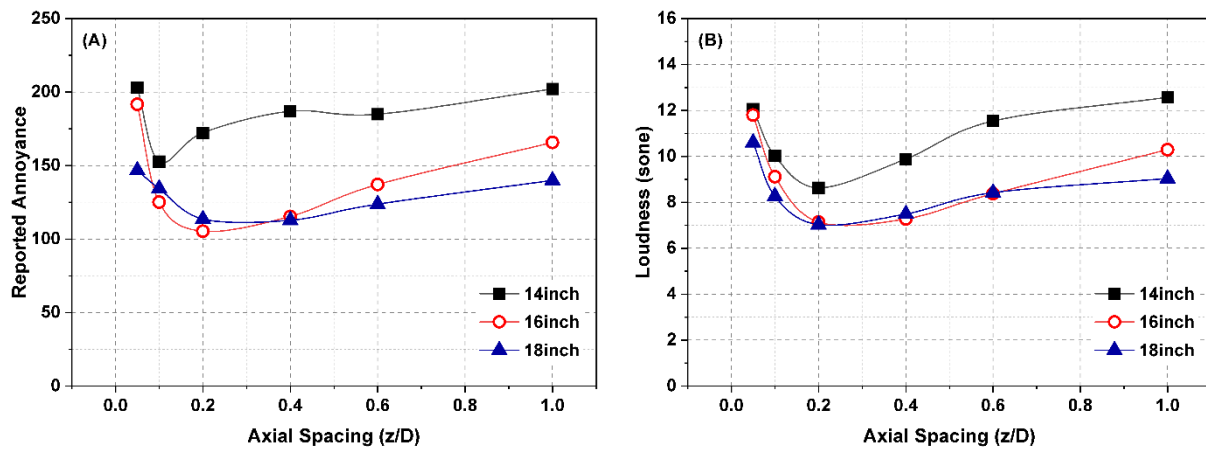 (A)
Reported Annoyance
250
200
150
100
50
0
0.0 0.2 0.4 0.6 0.8 1.0
Axial Spacing (z/D)
14inch
16inch
18inch
(B)
Loudness (sone)
16
14
12
10
8
6
4
2
0
0.0 0.2 0.4 0.6 0.8 1.0
Axial Spacing (z/D)
14inch
16inch
18inch